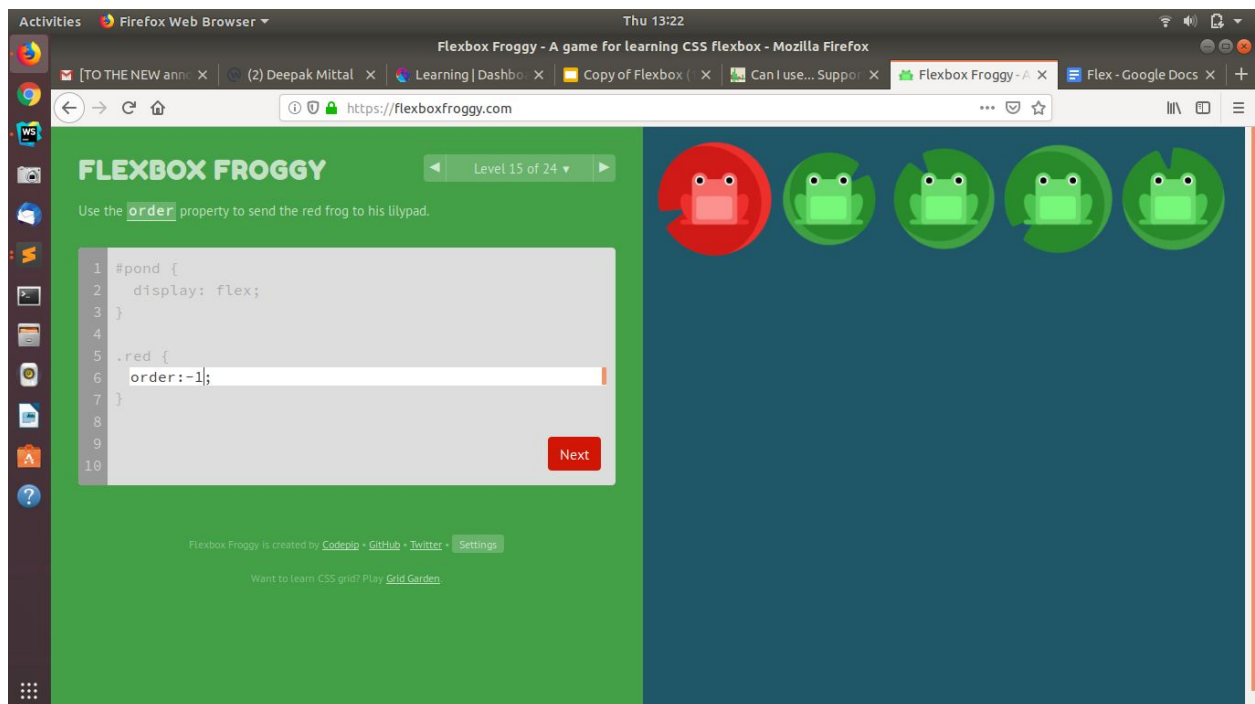 Activities Firefox Web Browser Thu 13:22
Flexbox Froggy - A game for learning CSS flexbox - Mozilla Firefox
[TO THE NEW anno (2) Deepak Mittal Learning | Dashbo Copy of Flexbox ( Can I use... Suppor Flexbox Froggy - A Flex - Google Docs
https://flexboxfroggy.com
FLEXBOX FROGGY
Level 15 of 24
Use the order property to send the red frog to his lilypad.
1 #pond {
2 display: flex;
3 }
4
5 .red {
6 order:-1;
7 }
8
9
10
Next
Flexbox Froggy is created by Codepip • GitHub • Twitter • Settings
Want to learn CSS grid? Play Grid Garden.